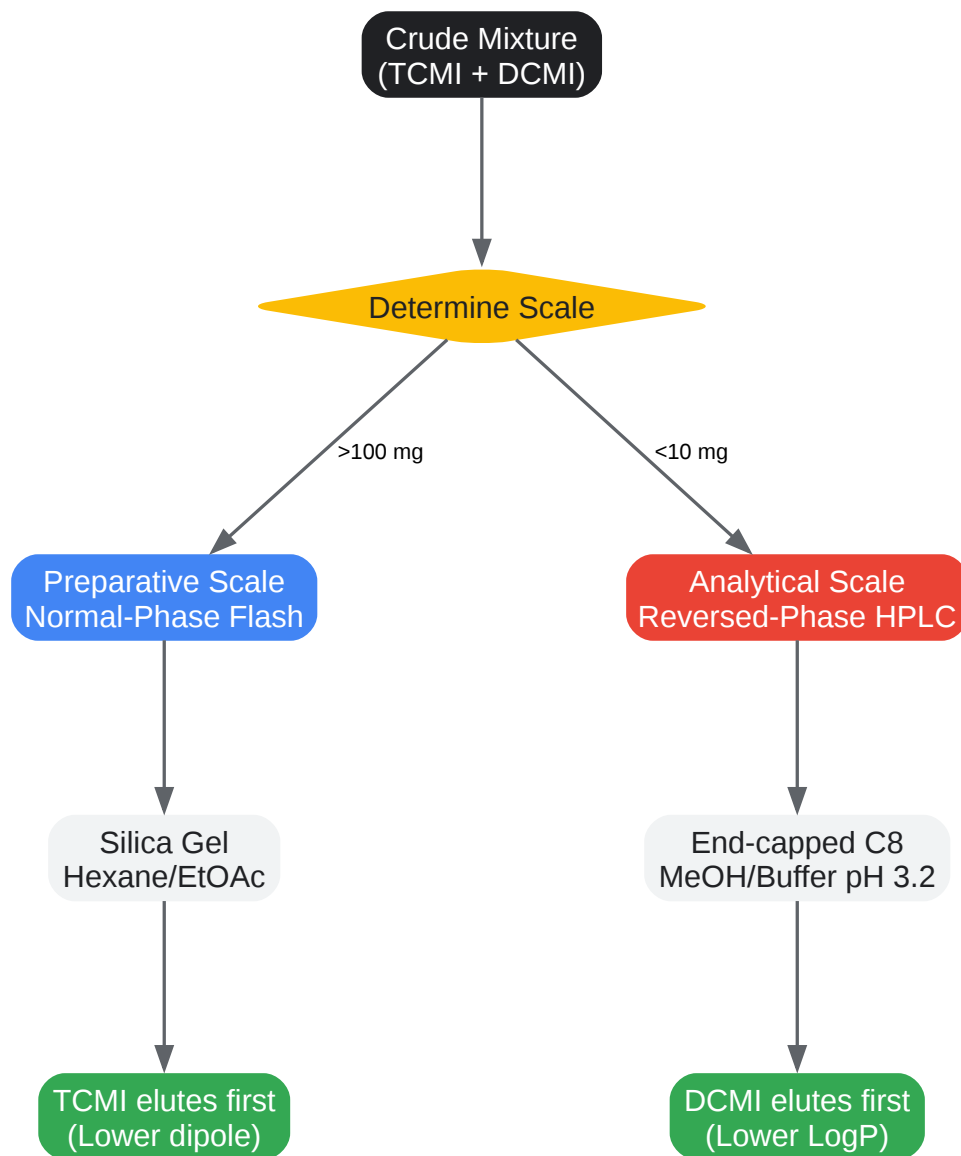 Crude Mixture
(TCMI + DCMI)
Determine Scale
>100 mg
<10 mg
Preparative Scale
Normal-Phase Flash
Analytical Scale
Reversed-Phase HPLC
Silica Gel
Hexane/EtOAc
End-capped C8
MeOH/Buffer pH 3.2
TCMI elutes first
(Lower dipole)
DCMI elutes first
(Lower LogP)